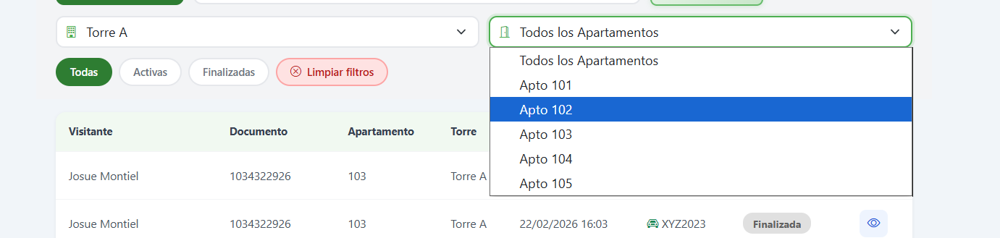 Torre A
Todos los Apartamentos
Todos los Apartamentos
Apto 101
Apto 102
Apto 103
Apto 104
Apto 105
Todas Activas Finalizadas Limpiar filtros
Visitante Documento Apartamento Torre
Josue Montiel 1034322926 103 Torre A
Josue Montiel 1034322926 103 Torre A 22/02/2026 16:03 XYZ2023 Finalizada